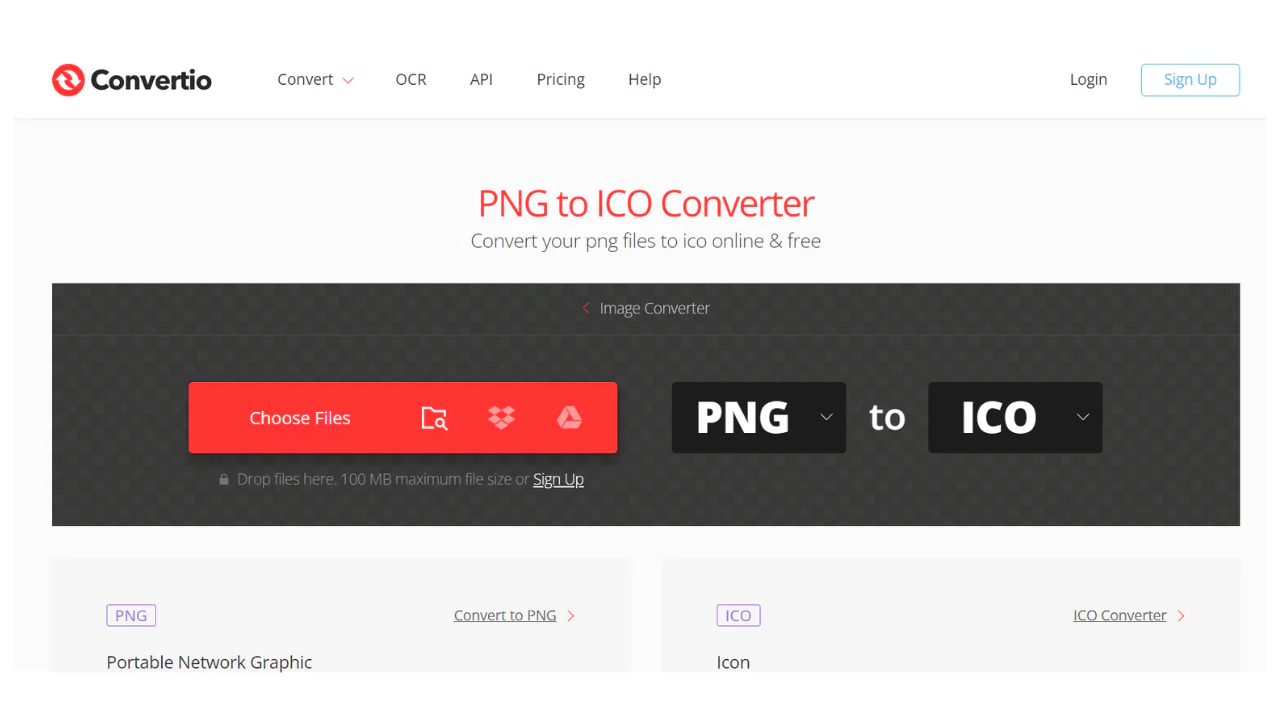 Convertio Convert OCR API Pricing Help Login Sign Up
PNG to ICO Converter
Convert your png files to ico online & free
Image Converter
Choose Files PNG to ICO
Drop files here. 100 MB maximum file size or Sign Up
PNG Convert to PNG ICO ICO Converter
Portable Network Graphic Icon